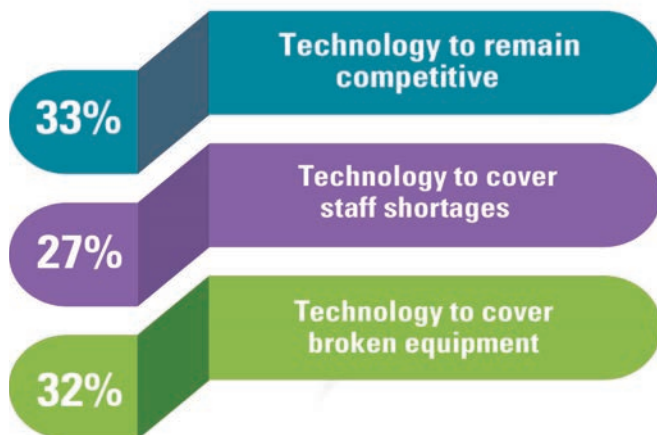 33%
Technology to remain
competitive
27%
Technology to cover
staff shortages
32%
Technology to cover
broken equipment